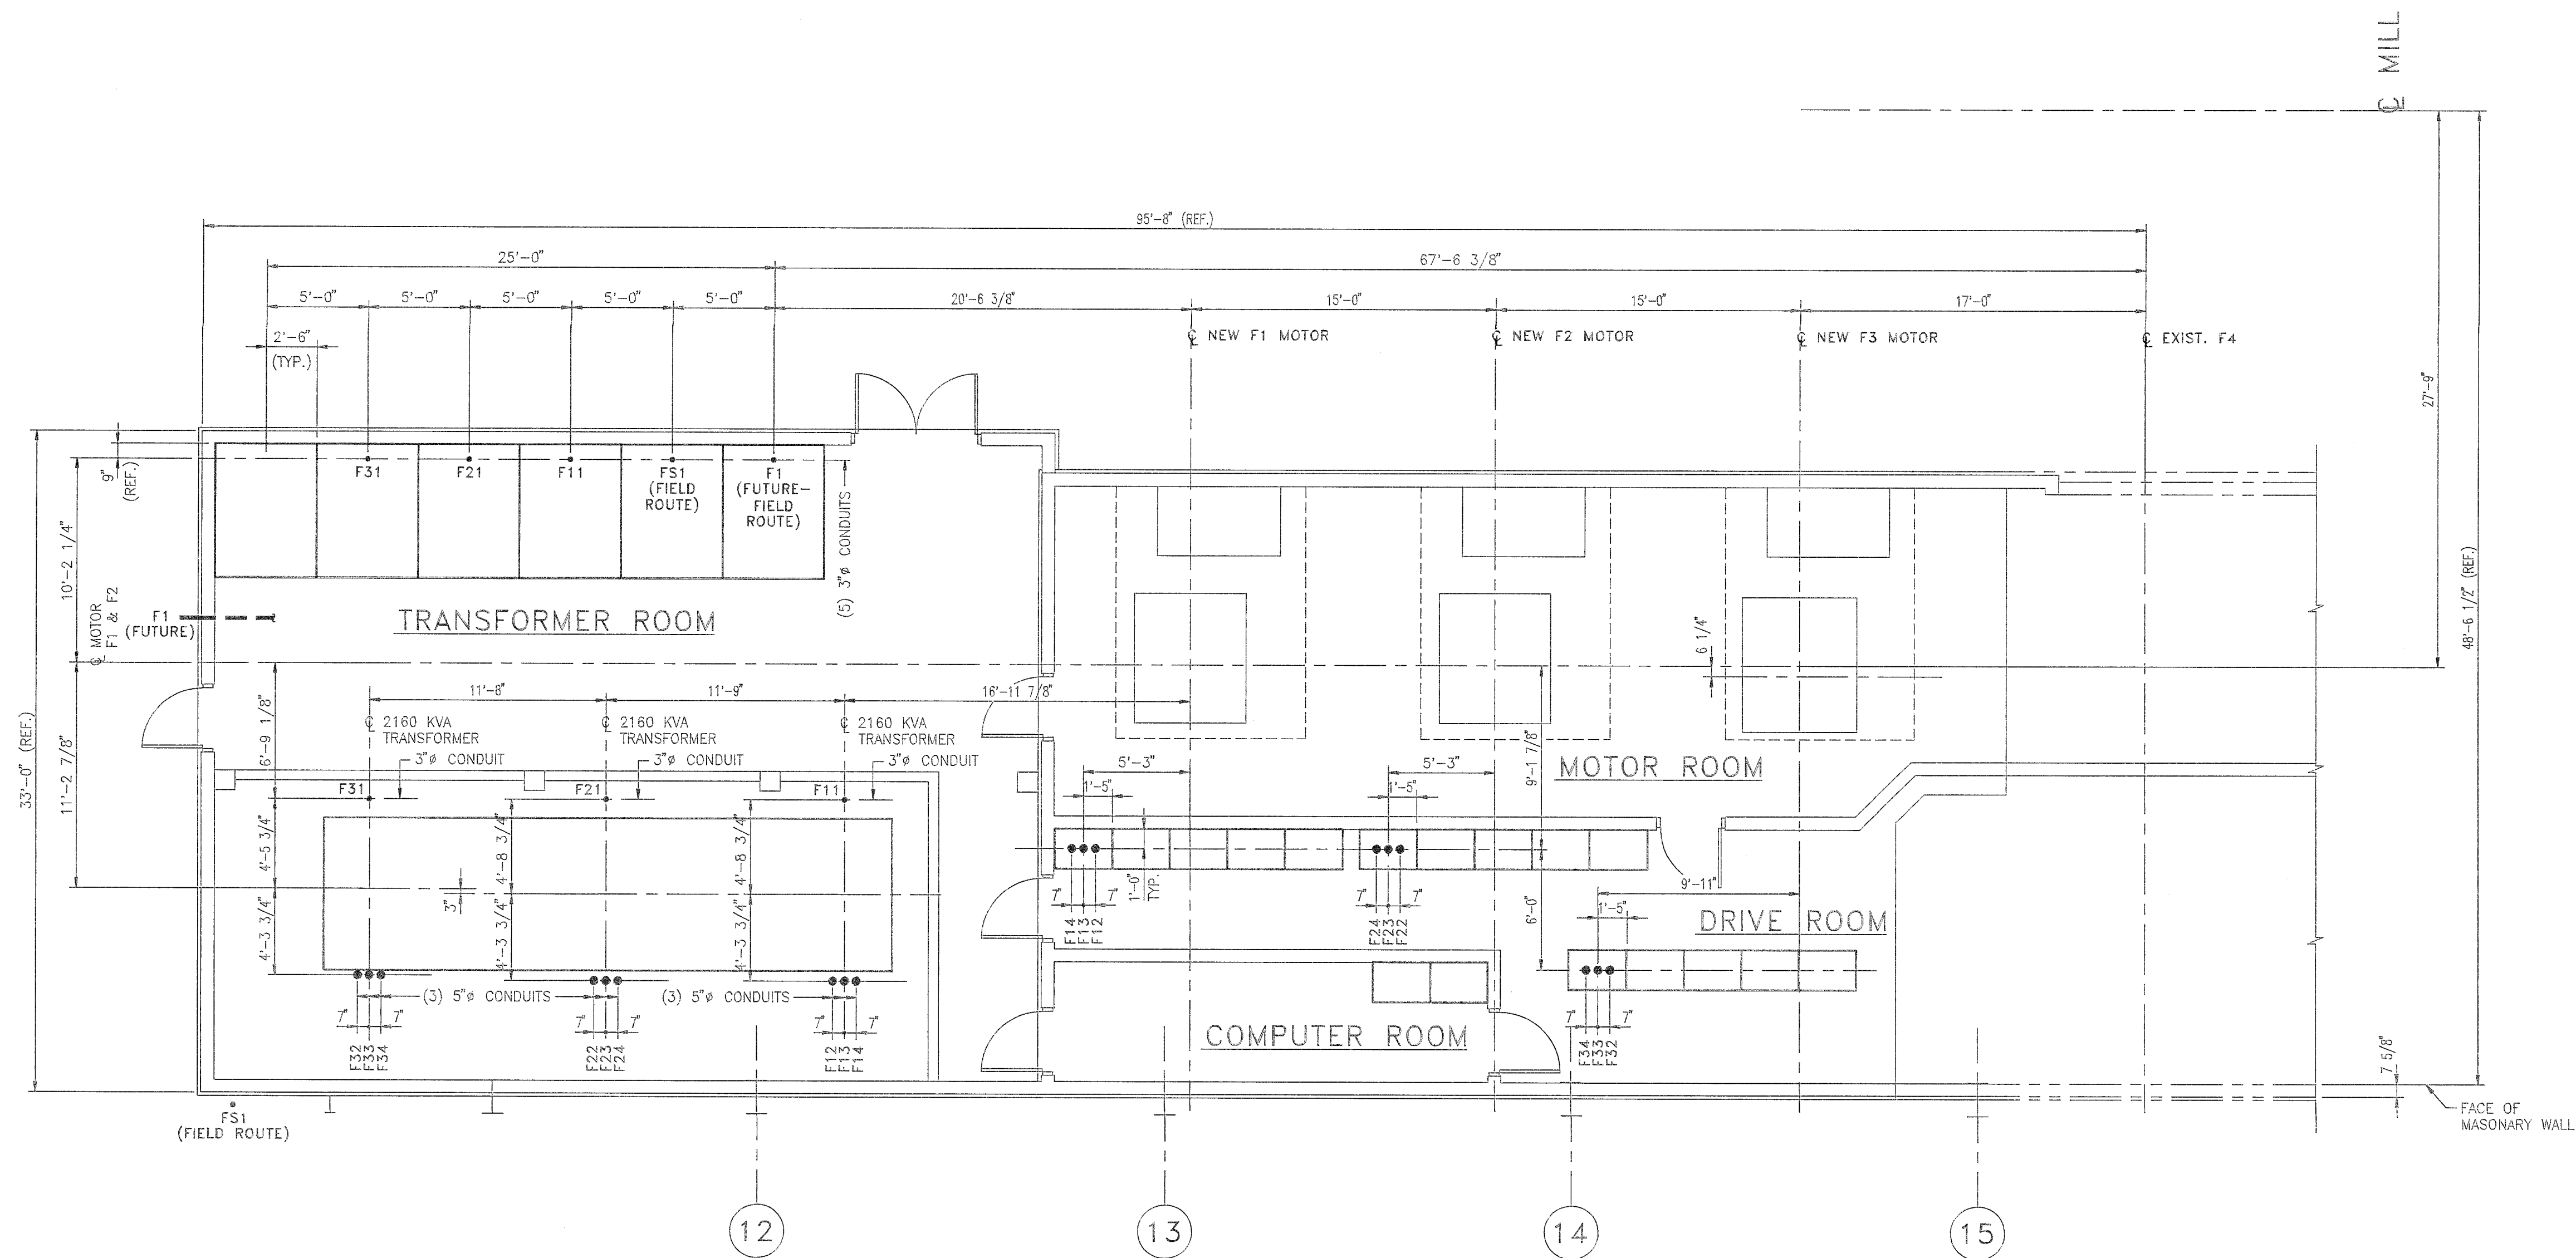 ℄ MILL
95'-8" (REF.)
25'-0"
67'-6 3/8"
5'-0"
5'-0"
5'-0"
5'-0"
5'-0"
20'-6 3/8"
15'-0"
15'-0"
17'-0"
2'-6"
(TYP.)
℄ NEW F1 MOTOR
℄ NEW F2 MOTOR
℄ NEW F3 MOTOR
℄ EXIST. F4
27'-9"
48'-6 1/2" (REF.)
9"
(REF.)
F31
F21
F11
FS1
(FIELD
ROUTE)
F1
(FUTURE-
FIELD
ROUTE)
(5) 3"ø CONDUITS
10'-2 1/4"
℄ MOTOR
F1 & F2
F1
(FUTURE)
TRANSFORMER ROOM
6 1/4"
33'-0" (REF.)
11'-2 7/8"
6'-9 1/8"
11'-8"
11'-9"
16'-11 7/8"
℄ 2160 KVA
TRANSFORMER
℄ 2160 KVA
TRANSFORMER
℄ 2160 KVA
TRANSFORMER
3"ø CONDUIT
3"ø CONDUIT
3"ø CONDUIT
F31
F21
F11
5'-3"
5'-3"
9'-1 7/8"
MOTOR ROOM
1'-5"
1'-5"
4'-5 3/4"
4'-8 3/4"
4'-8 3/4"
3"
4'-3 3/4"
4'-3 3/4"
4'-3 3/4"
7"
7"
1'-0"
TYP.
F14
F13
F12
7"
7"
F24
F23
F22
6'-0"
9'-11"
1'-5"
DRIVE ROOM
(3) 5"ø CONDUITS
(3) 5"ø CONDUITS
7"
7"
7"
7"
7"
7"
F32
F33
F34
F22
F23
F24
F12
F13
F14
COMPUTER ROOM
7"
7"
F34
F33
F32
7 5/8"
FS1
(FIELD ROUTE)
FACE OF
MASONARY WALL
12
13
14
15